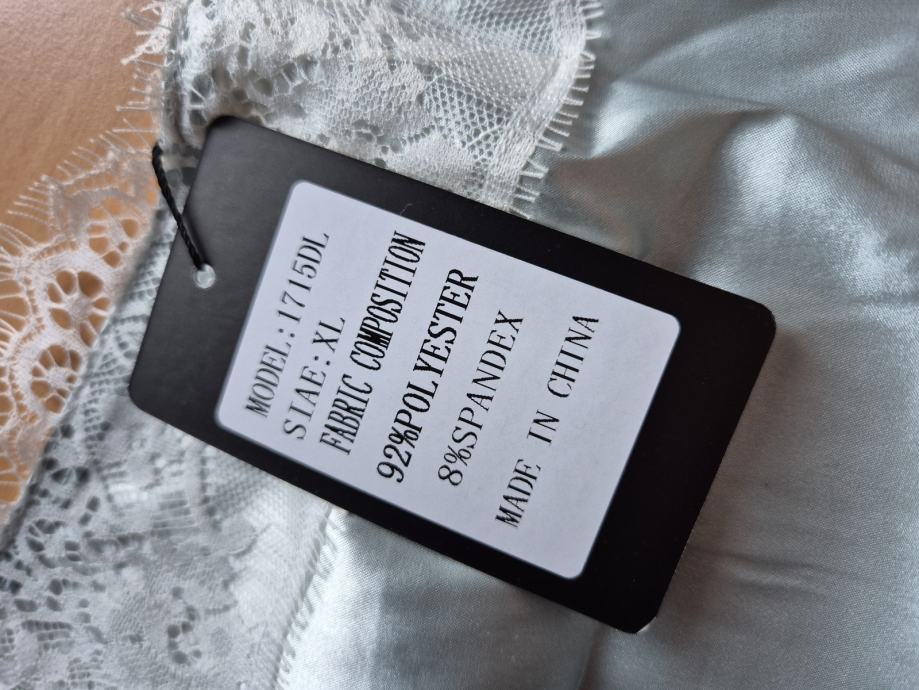 MODEL:1715DL
SIAE:XL
FABRIC COMPOSITION
92%POLYESTER
8%SPANDEX
MADE IN CHINA